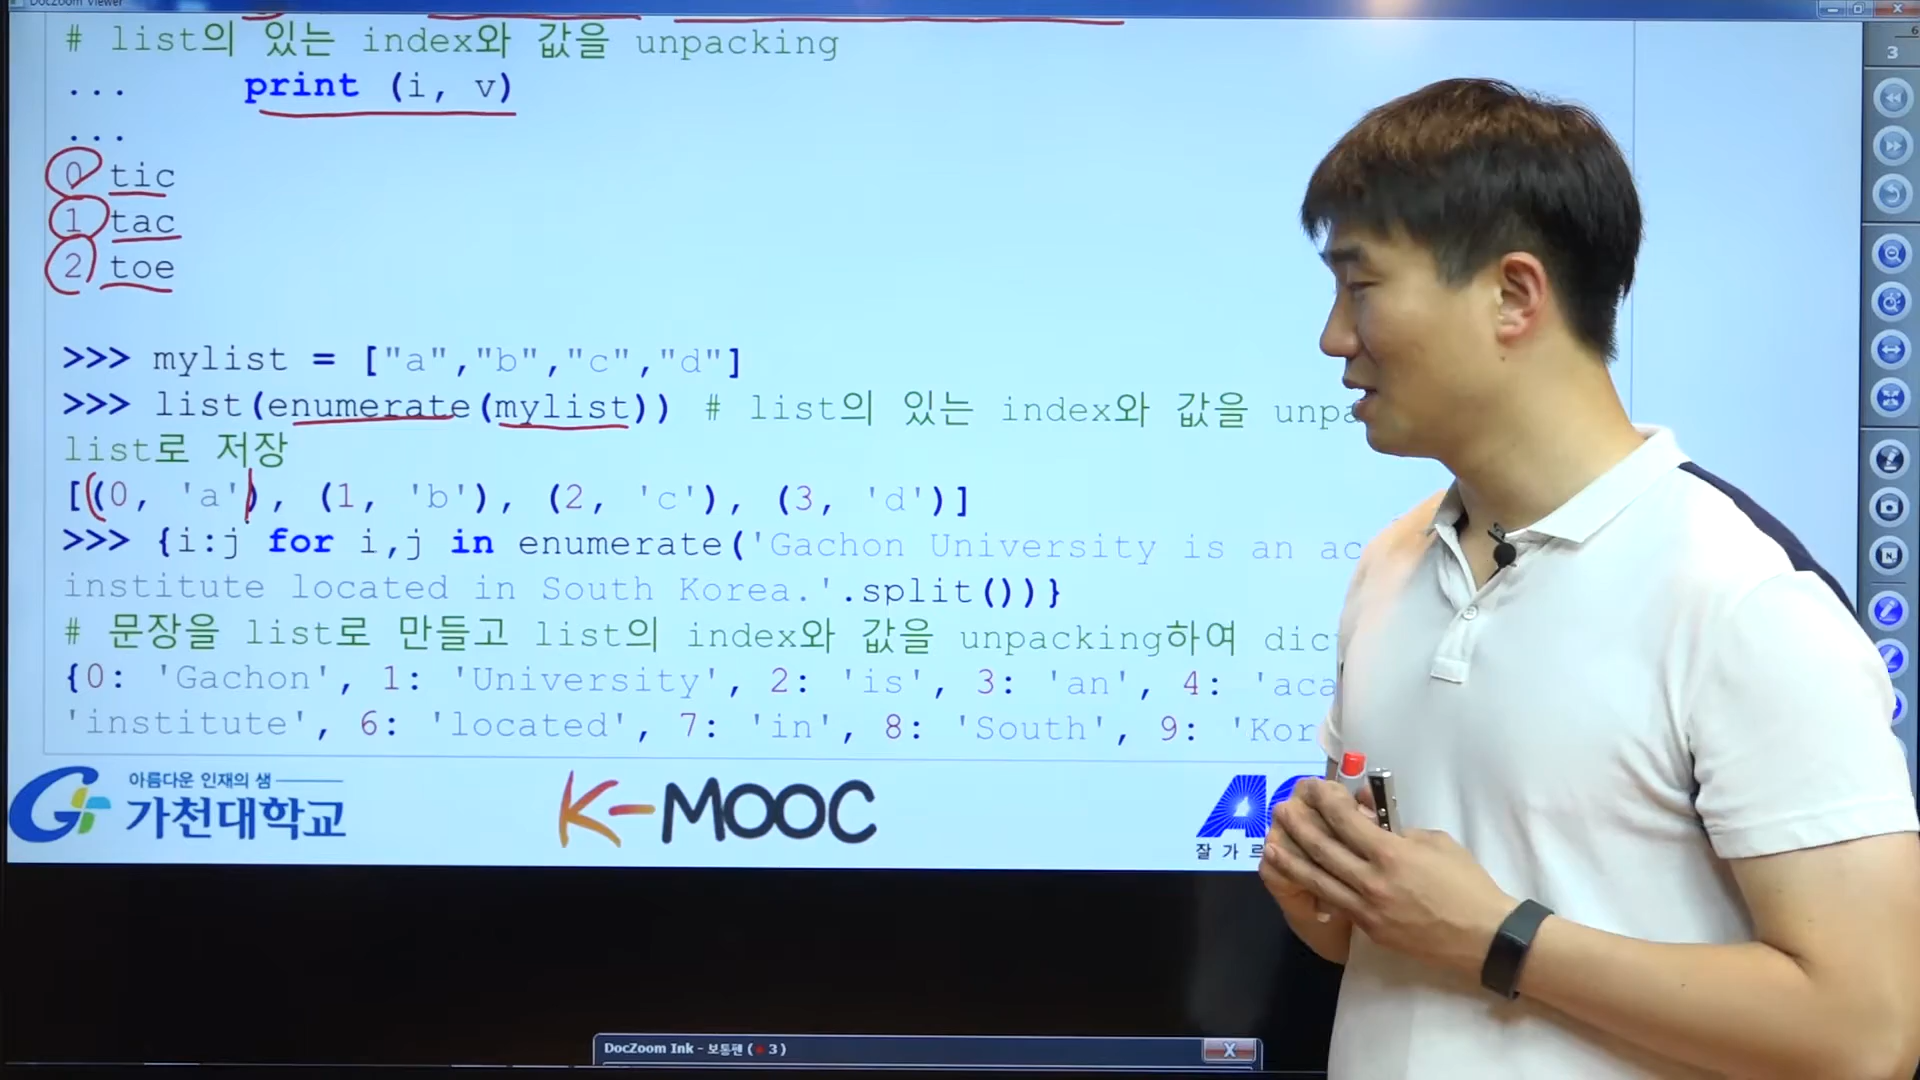 DocZoom Viewer
# list의 있는 index와 값을 unpacking
... print (i, v)
...
0 tic
1 tac
2 toe
>>> mylist = ["a","b","c","d"]
>>> list(enumerate(mylist)) # list의 있는 index와 값을
list로 저장
[(0, 'a'), (1, 'b'), (2, 'c'), (3, 'd')]
>>> {i:j for i,j in enumerate('Gachon University is an
institute located in South Korea.'.split())}
# 문장을 list로 만들고 list의 index와 값을 unpacking하여
{0: 'Gachon', 1: 'University', 2: 'is', 3: 'an', 4:
'institute', 6: 'located', 7: 'in', 8: 'South', 9:
아름다운 인재의 샘
가천대학교
K-MOOC
잘 가 르
DocZoom Ink - 보통펜 ( 3 )
X
3